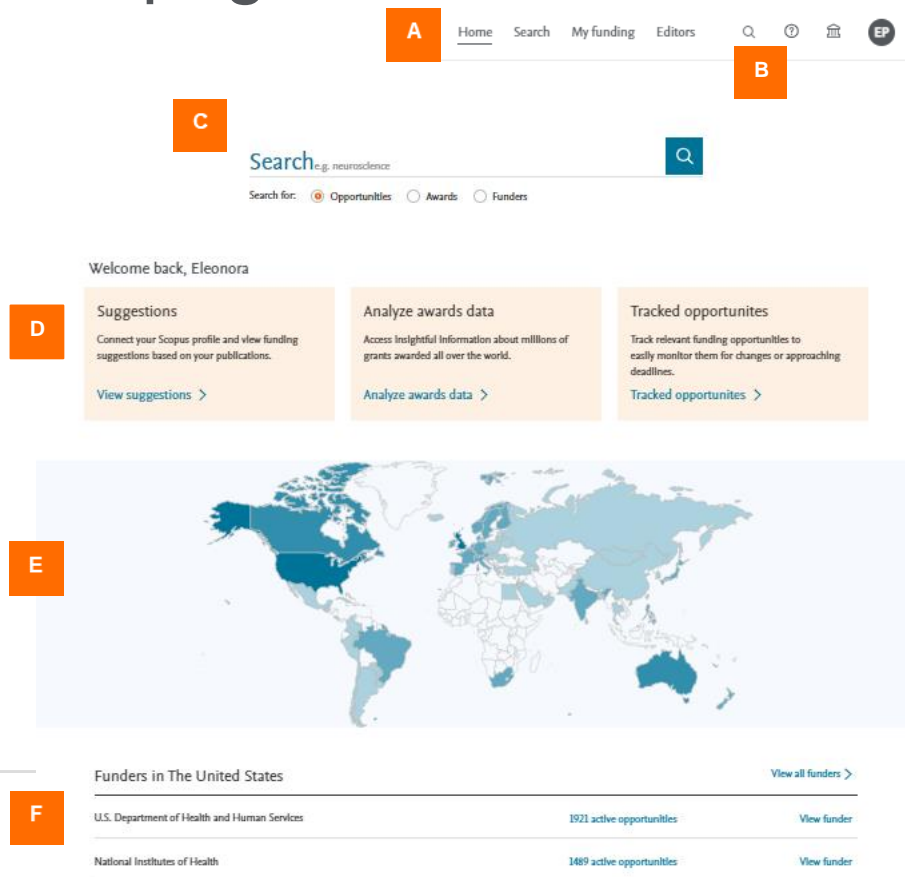 A
Home Search My funding Editors
EP
B
C
Search e.g. neuroscience
Search for: Opportunities Awards Funders
Welcome back, Eleonora
D
Suggestions
Connect your Scopus profile and view funding
suggestions based on your publications.
View suggestions >
Analyze awards data
Access insightful information about millions of
grants awarded all over the world.
Analyze awards data >
Tracked opportunites
Track relevant funding opportunities to
easily monitor them for changes or approaching
deadlines.
Tracked opportunites >
E
Funders in The United States View all funders >
F
U.S. Department of Health and Human Services 1921 active opportunities View funder
National Institutes of Health 1489 active opportunities View funder